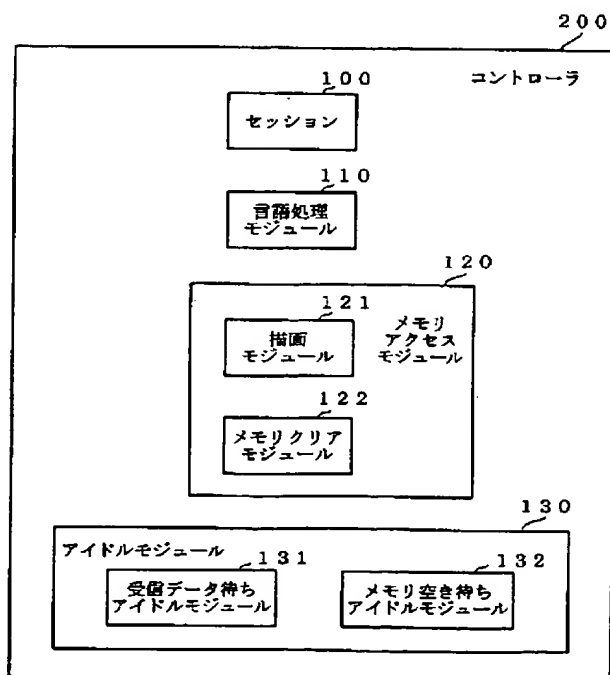 200
コントローラ
100
セッション
110
言語処理
モジュール
120
121
メモリ
アクセス
モジュール
描画
モジュール
122
メモリクリア
モジュール
130
アイドルモジュール
131
受信データ待ち
アイドルモジュール
132
メモリ空き待ち
アイドルモジュール